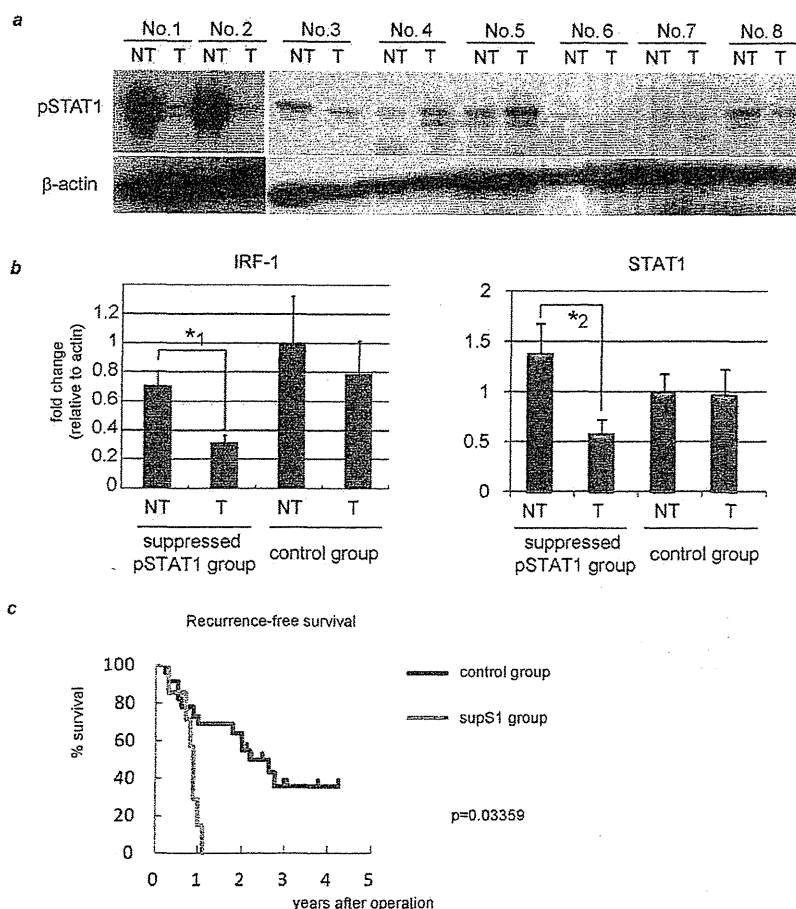 a
No.1 No.2 No.3 No.4 No.5 No.6 No.7 No.8
NT T NT T NT T NT T NT T NT T NT T NT T
pSTAT1
β-actin
b
IRF-1
fold change
(relative to actin)
1.2
1
0.8
0.6
0.4
0.2
0
*1
NT T NT T
suppressed
pSTAT1 group
control group
STAT1
2
1.5
1
0.5
0
*2
NT T NT T
suppressed
pSTAT1 group
control group
c
Recurrence-free survival
% survival
100
80
60
40
20
0
0 1 2 3 4 5
years after operation
control group
supS1 group
p=0.03359